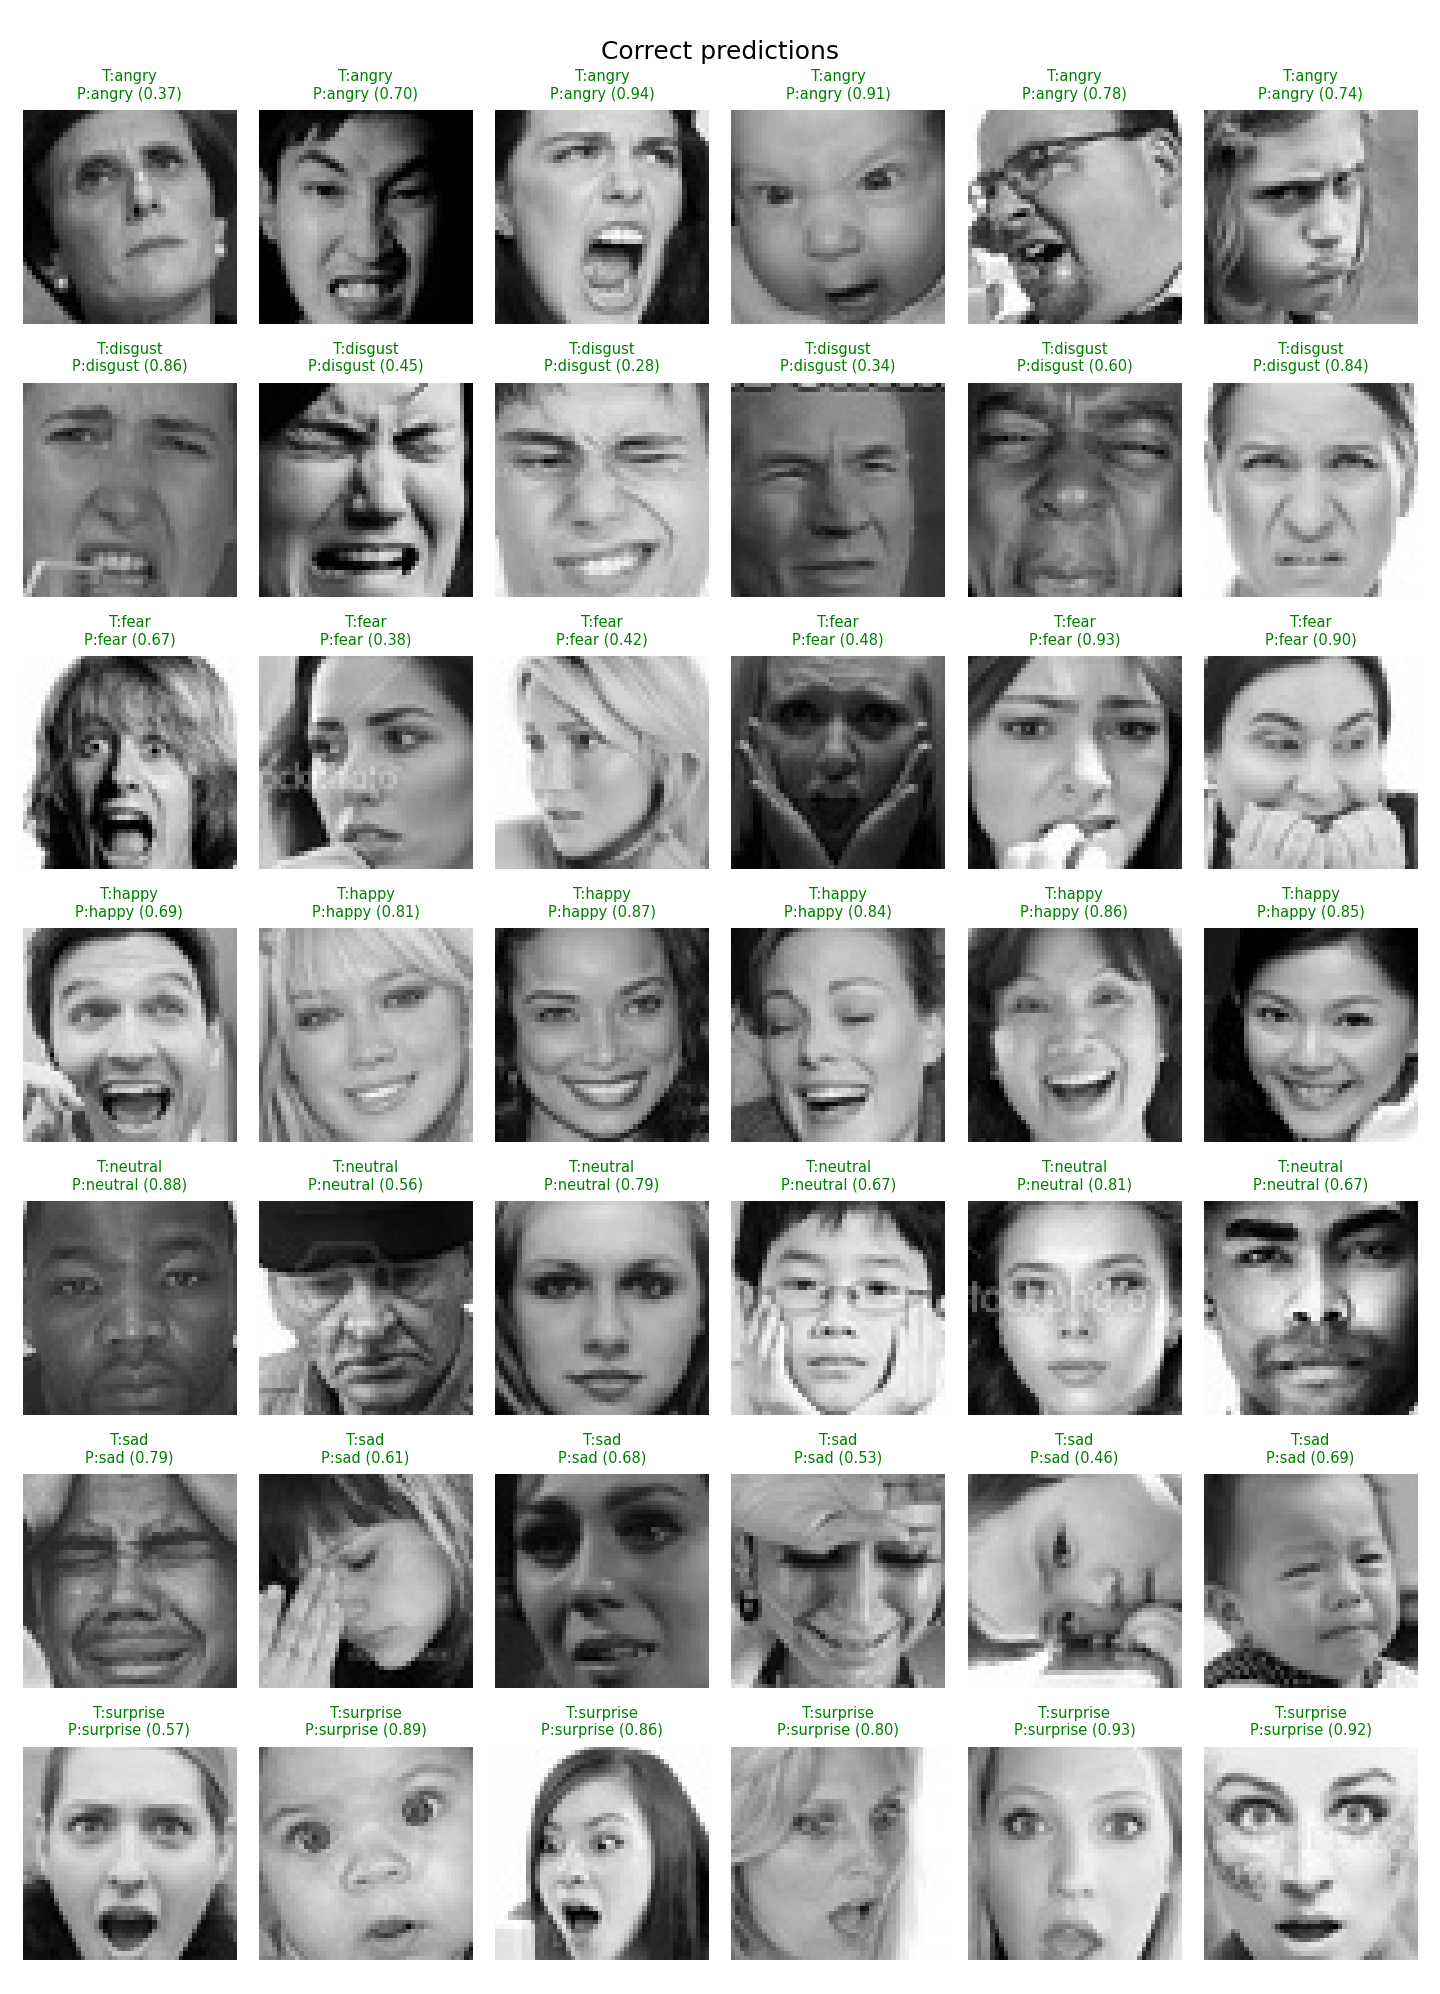 Correct predictions
T:angry
P:angry (0.37)
T:angry
P:angry (0.70)
T:angry
P:angry (0.94)
T:angry
P:angry (0.91)
T:angry
P:angry (0.78)
T:angry
P:angry (0.74)
T:disgust
P:disgust (0.86)
T:disgust
P:disgust (0.45)
T:disgust
P:disgust (0.28)
T:disgust
P:disgust (0.34)
T:disgust
P:disgust (0.60)
T:disgust
P:disgust (0.84)
T:fear
P:fear (0.67)
T:fear
P:fear (0.38)
T:fear
P:fear (0.42)
T:fear
P:fear (0.48)
T:fear
P:fear (0.93)
T:fear
P:fear (0.90)
T:happy
P:happy (0.69)
T:happy
P:happy (0.81)
T:happy
P:happy (0.87)
T:happy
P:happy (0.84)
T:happy
P:happy (0.86)
T:happy
P:happy (0.85)
T:neutral
P:neutral (0.88)
T:neutral
P:neutral (0.56)
T:neutral
P:neutral (0.79)
T:neutral
P:neutral (0.67)
T:neutral
P:neutral (0.81)
T:neutral
P:neutral (0.67)
T:sad
P:sad (0.79)
T:sad
P:sad (0.61)
T:sad
P:sad (0.68)
T:sad
P:sad (0.53)
T:sad
P:sad (0.46)
T:sad
P:sad (0.69)
T:surprise
P:surprise (0.57)
T:surprise
P:surprise (0.89)
T:surprise
P:surprise (0.86)
T:surprise
P:surprise (0.80)
T:surprise
P:surprise (0.93)
T:surprise
P:surprise (0.92)